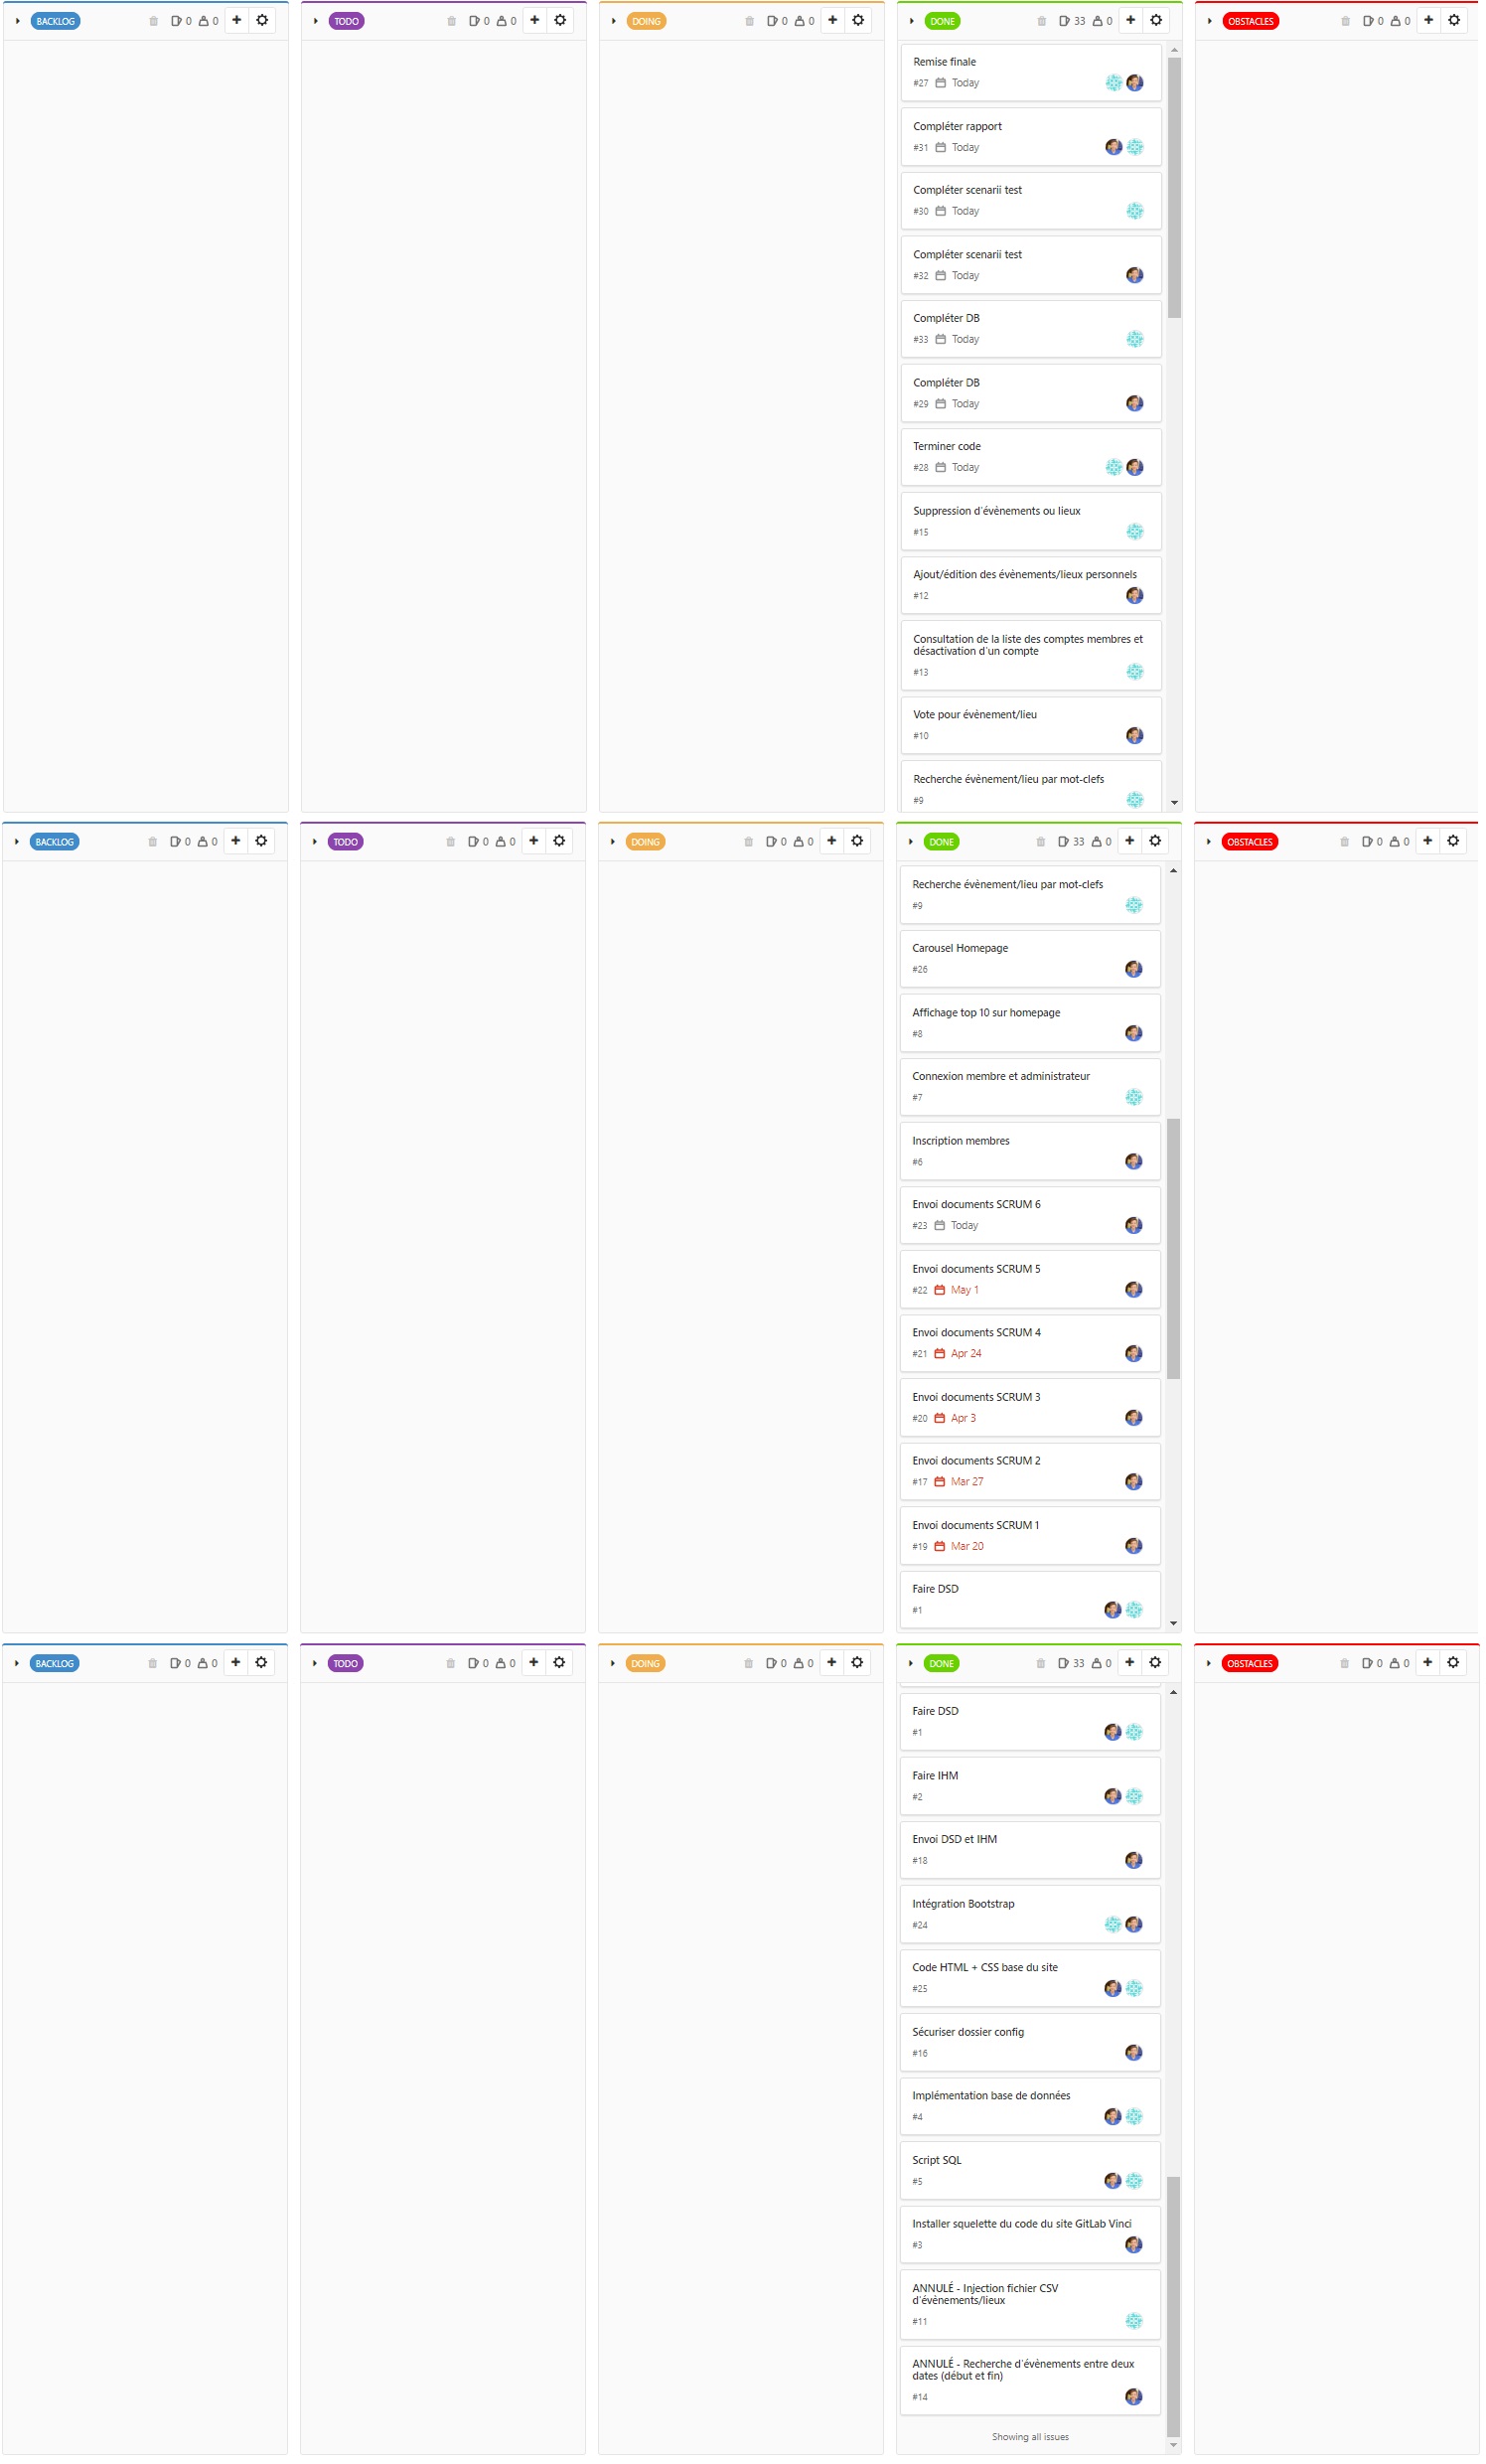 BACKLOG 0 0
TODO 0 0
DOING 0 0
DONE 33 0
OBSTACLES 0 0
Remise finale
#27 Today
Compléter rapport
#31 Today
Compléter scenarii test
#30 Today
Compléter scenarii test
#32 Today
Compléter DB
#33 Today
Compléter DB
#29 Today
Terminer code
#28 Today
Suppression d'évènements ou lieux
#15
Ajout/édition des évènements/lieux personnels
#12
Consultation de la liste des comptes membres et
désactivation d'un compte
#13
Vote pour évènement/lieu
#10
Recherche évènement/lieu par mot-clefs
#9
BACKLOG 0 0
TODO 0 0
DOING 0 0
DONE 33 0
OBSTACLES 0 0
Recherche évènement/lieu par mot-clefs
#9
Carousel Homepage
#26
Affichage top 10 sur homepage
#8
Connexion membre et administrateur
#7
Inscription membres
#6
Envoi documents SCRUM 6
#23 Today
Envoi documents SCRUM 5
#22 May 1
Envoi documents SCRUM 4
#21 Apr 24
Envoi documents SCRUM 3
#20 Apr 3
Envoi documents SCRUM 2
#17 Mar 27
Envoi documents SCRUM 1
#19 Mar 20
Faire DSD
#1
BACKLOG 0 0
TODO 0 0
DOING 0 0
DONE 33 0
OBSTACLES 0 0
Faire DSD
#1
Faire IHM
#2
Envoi DSD et IHM
#18
Intégration Bootstrap
#24
Code HTML + CSS base du site
#25
Sécuriser dossier config
#16
Implémentation base de données
#4
Script SQL
#5
Installer squelette du code du site GitLab Vinci
#3
ANNULÉ - Injection fichier CSV
d'évènements/lieux
#11
ANNULÉ - Recherche d'évènements entre deux
dates (début et fin)
#14
Showing all issues